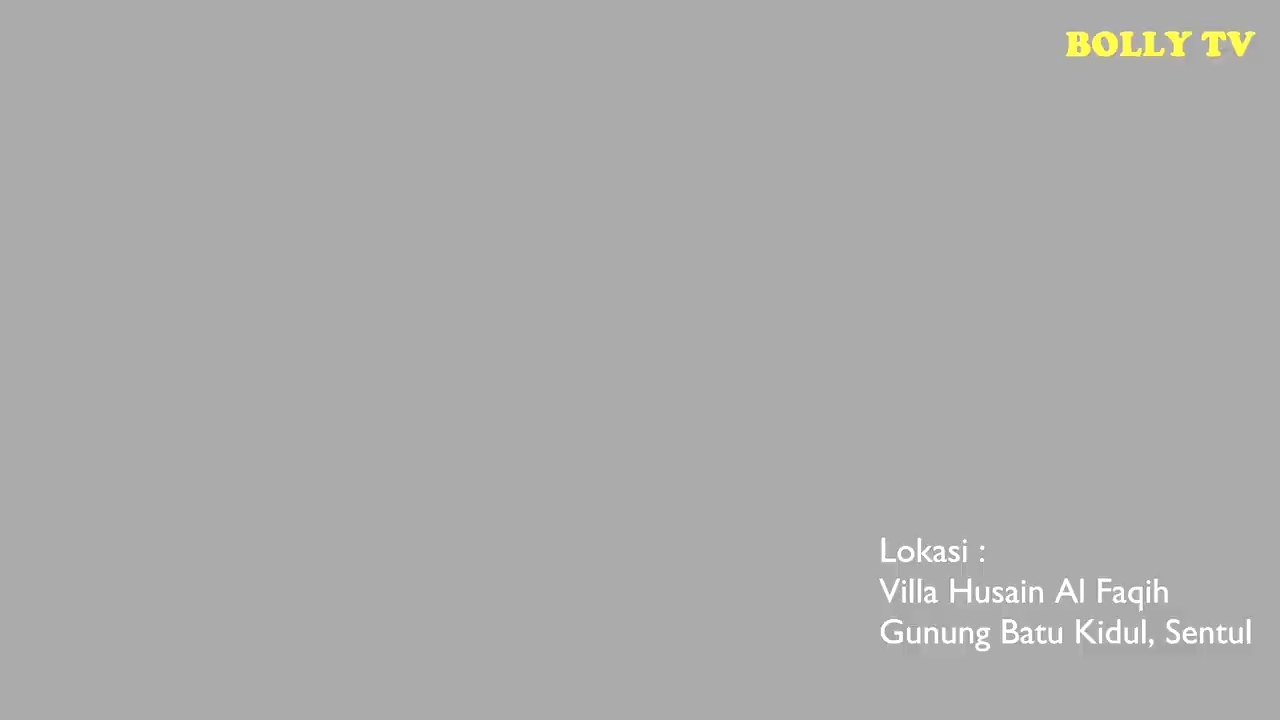 BOLLY TV
Lokasi :
Villa Husain Al Faqih
Gunung Batu Kidul, Sentul